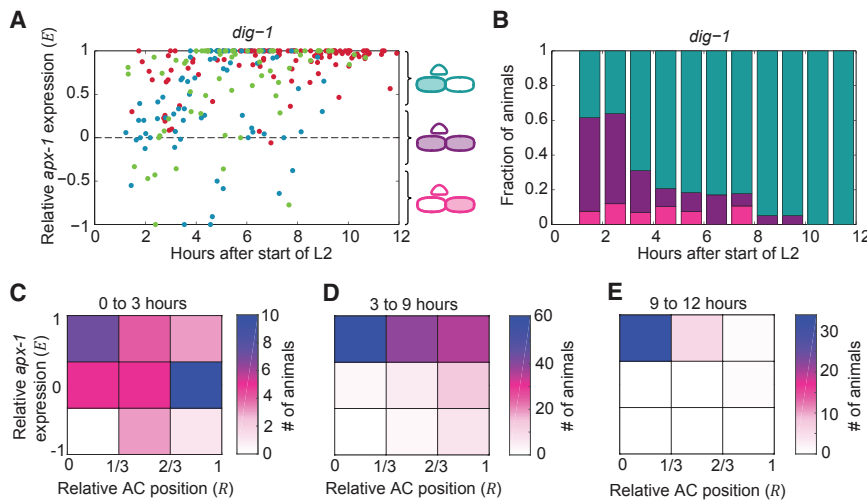 A
dig-1
Relative apx-1 expression (E)
1
0.5
0
−0.5
−1
0 2 4 6 8 10 12
Hours after start of L2
B
dig-1
Fraction of animals
1
0.8
0.6
0.4
0.2
0
0 2 4 6 8 10 12
Hours after start of L2
C
0 to 3 hours
Relative apx-1
expression (E)
1
0
-1
0 1/3 2/3 1
Relative AC position (R)
10
8
6
4
2
0
# of animals
D
3 to 9 hours
0 1/3 2/3 1
Relative AC position (R)
60
40
20
0
# of animals
E
9 to 12 hours
0 1/3 2/3 1
Relative AC position (R)
30
20
10
0
# of animals